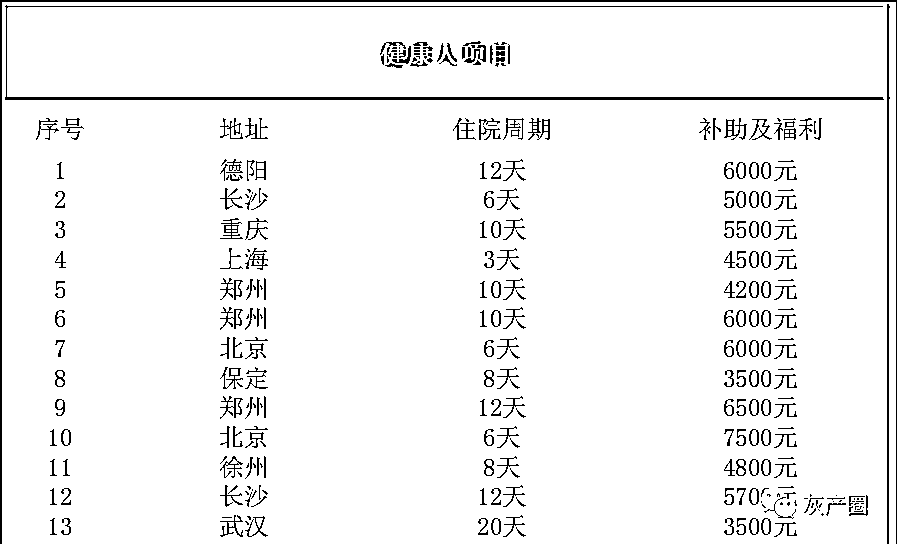 健康人项目
序号 地址 住院周期 补助及福利
1 德阳 12天 6000元
2 长沙 6天 5000元
3 重庆 10天 5500元
4 上海 3天 4500元
5 郑州 10天 4200元
6 郑州 10天 6000元
7 北京 6天 6000元
8 保定 8天 3500元
9 郑州 12天 6500元
10 北京 6天 7500元
11 徐州 8天 4800元
12 长沙 12天 5700元
13 武汉 20天 3500元
灰产圈